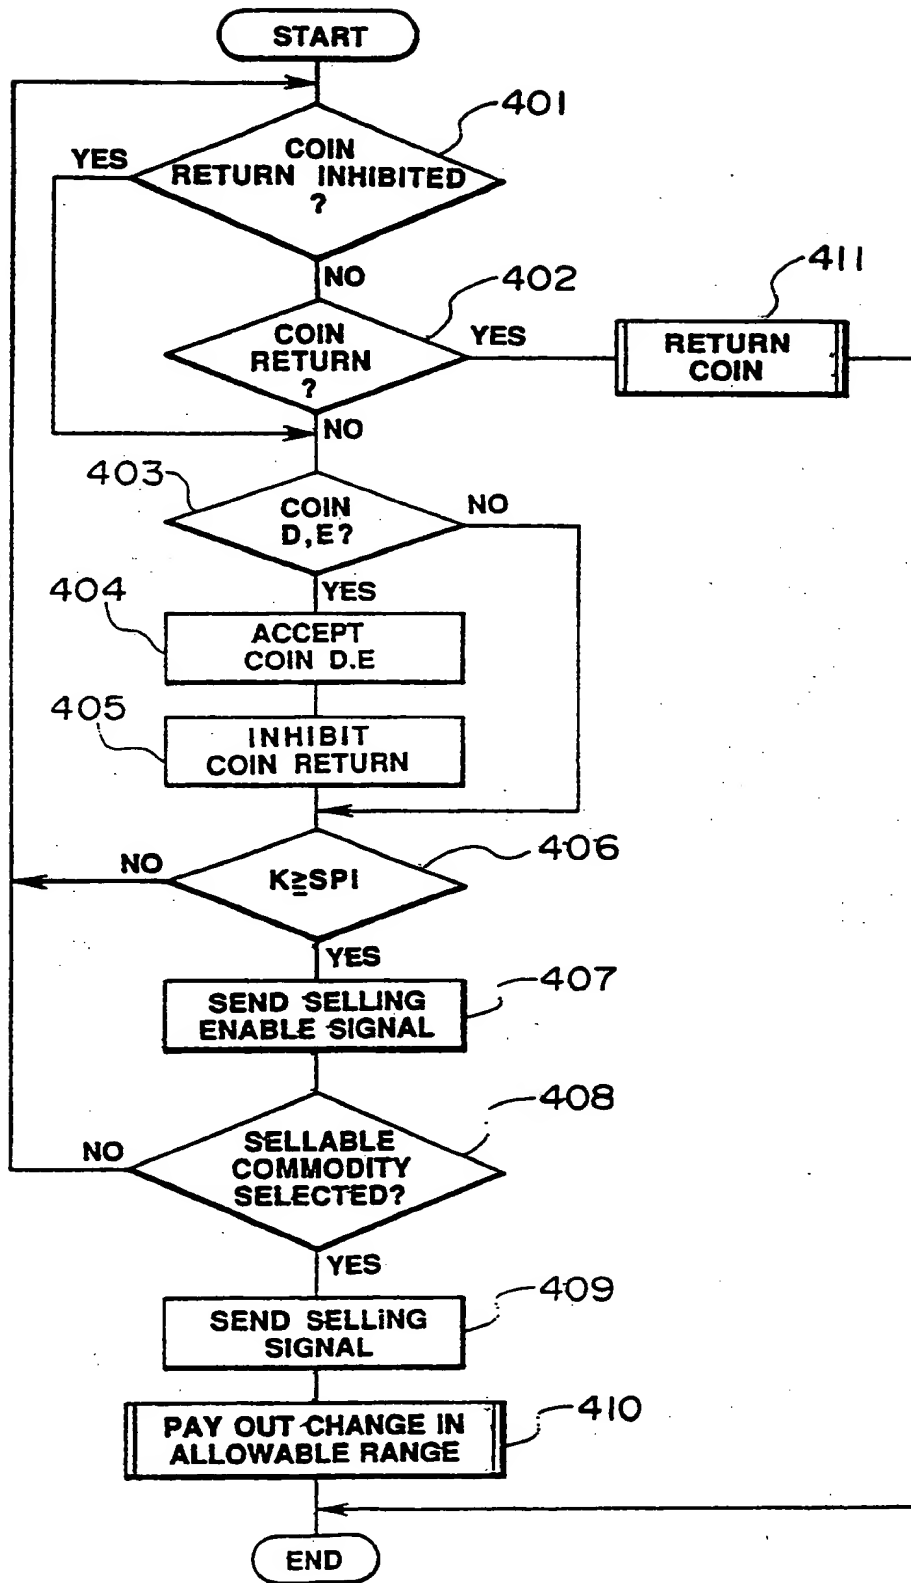 START
401
COIN
RETURN INHIBITED
?
YES
NO
402
COIN
RETURN
?
YES
411
RETURN
COIN
NO
403
COIN
D,E?
NO
YES
404
ACCEPT
COIN D.E
405
INHIBIT
COIN RETURN
406
K≧SPI
NO
YES
407
SEND SELLING
ENABLE SIGNAL
408
SELLABLE
COMMODITY
SELECTED?
NO
YES
409
SEND SELLING
SIGNAL
410
PAY OUT CHANGE IN
ALLOWABLE RANGE
END